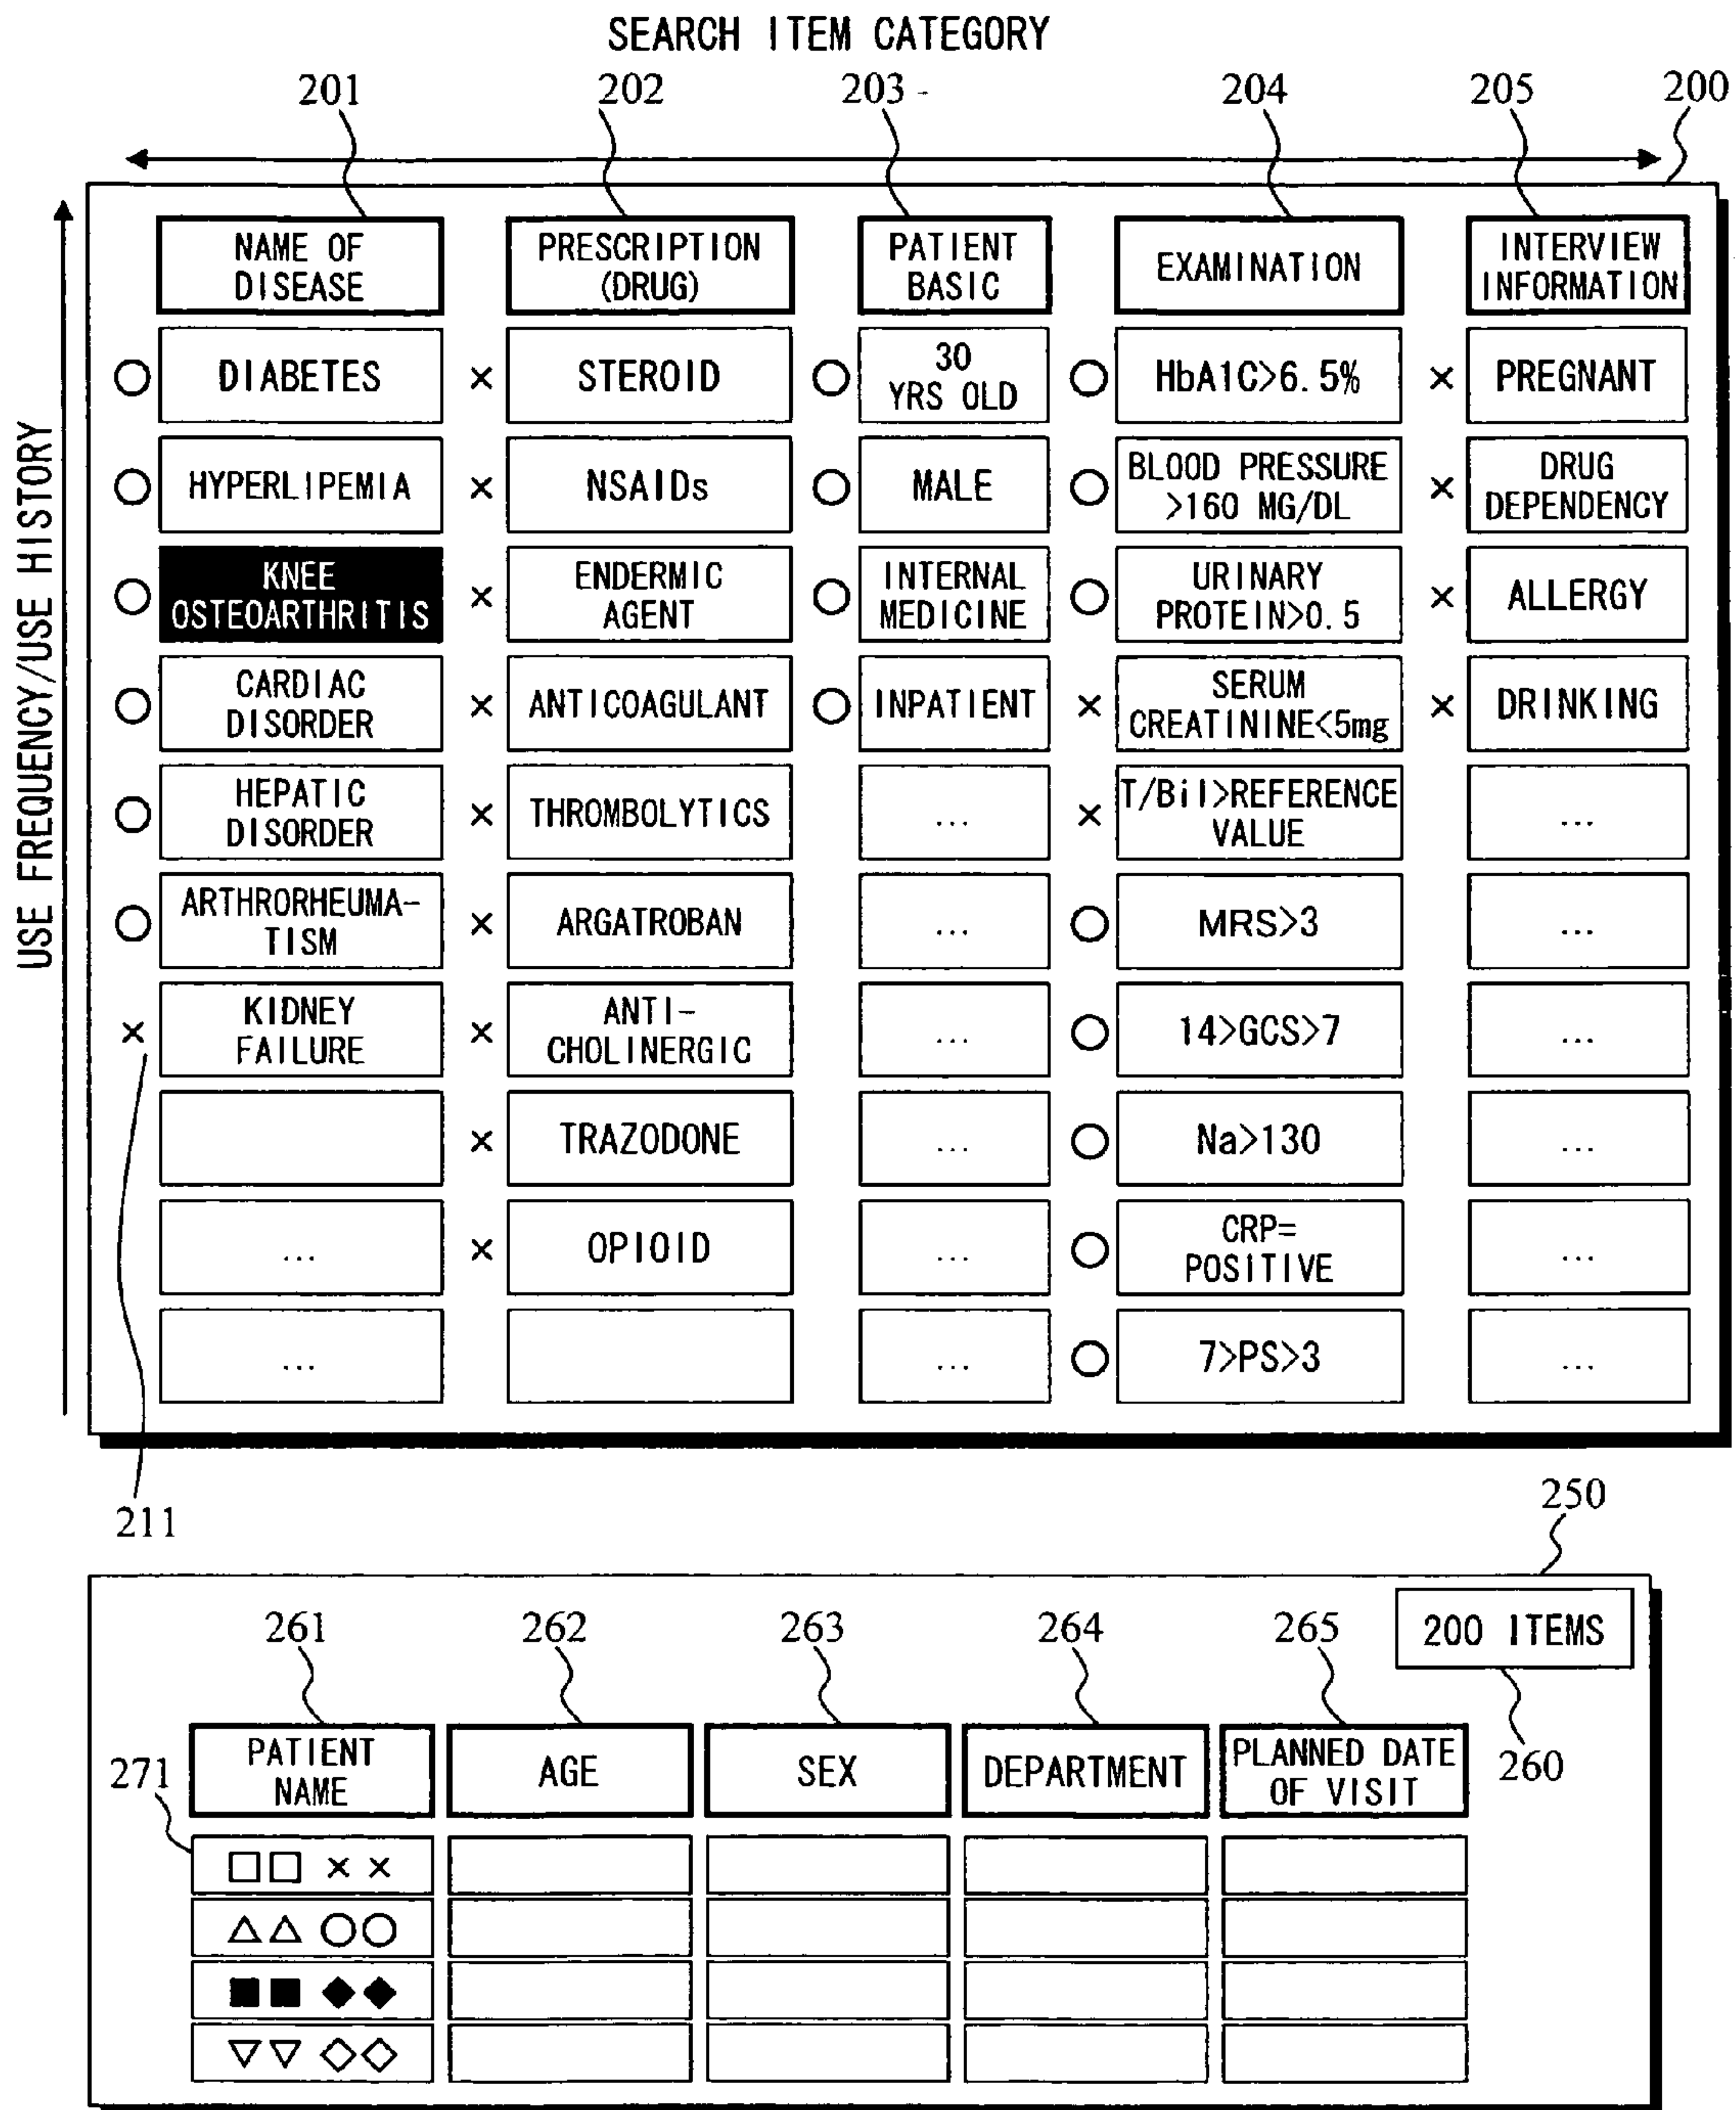 SEARCH ITEM CATEGORY
201 202 203 - 204 205 200
USE FREQUENCY/USE HISTORY
NAME OF
DISEASE
PRESCRIPTION
(DRUG)
PATIENT
BASIC
EXAMINATION
INTERVIEW
INFORMATION
○ DIABETES
× STEROID
○ 30
YRS OLD
○ HbA1C>6.5%
× PREGNANT
○ HYPERLIPEMIA
× NSAIDs
○ MALE
○ BLOOD PRESSURE
>160 MG/DL
× DRUG
DEPENDENCY
○ KNEE
OSTEOARTHRITIS
× ENDERMIC
AGENT
○ INTERNAL
MEDICINE
○ URINARY
PROTEIN>0.5
× ALLERGY
○ CARDIAC
DISORDER
× ANTICOAGULANT
○ INPATIENT
× SERUM
CREATININE<5mg
× DRINKING
○ HEPATIC
DISORDER
× THROMBOLYTICS
...
× T/Bil>REFERENCE
VALUE
...
○ ARTHRORHEUMA-
TISM
× ARGATROBAN
...
○ MRS>3
...
× KIDNEY
FAILURE
× ANTI-
CHOLINERGIC
...
○ 14>GCS>7
...
× TRAZODONE
...
○ Na>130
...
...
× OPIOID
...
○ CRP=
POSITIVE
...
...
...
○ 7>PS>3
...
211
250
261 262 263 264 265
200 ITEMS
260
271
PATIENT
NAME
AGE
SEX
DEPARTMENT
PLANNED DATE
OF VISIT
□□ ××
△△ ○○
■■ ◆◆
▽▽ ◇◇